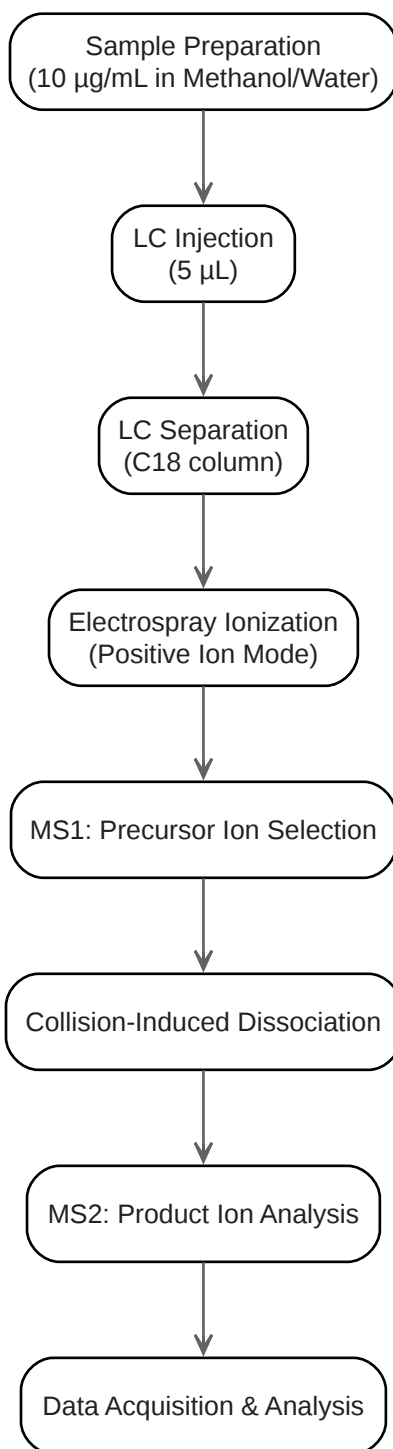 Sample Preparation
(10 µg/mL in Methanol/Water)
LC Injection
(5 µL)
LC Separation
(C18 column)
Electrospray Ionization
(Positive Ion Mode)
MS1: Precursor Ion Selection
Collision-Induced Dissociation
MS2: Product Ion Analysis
Data Acquisition & Analysis